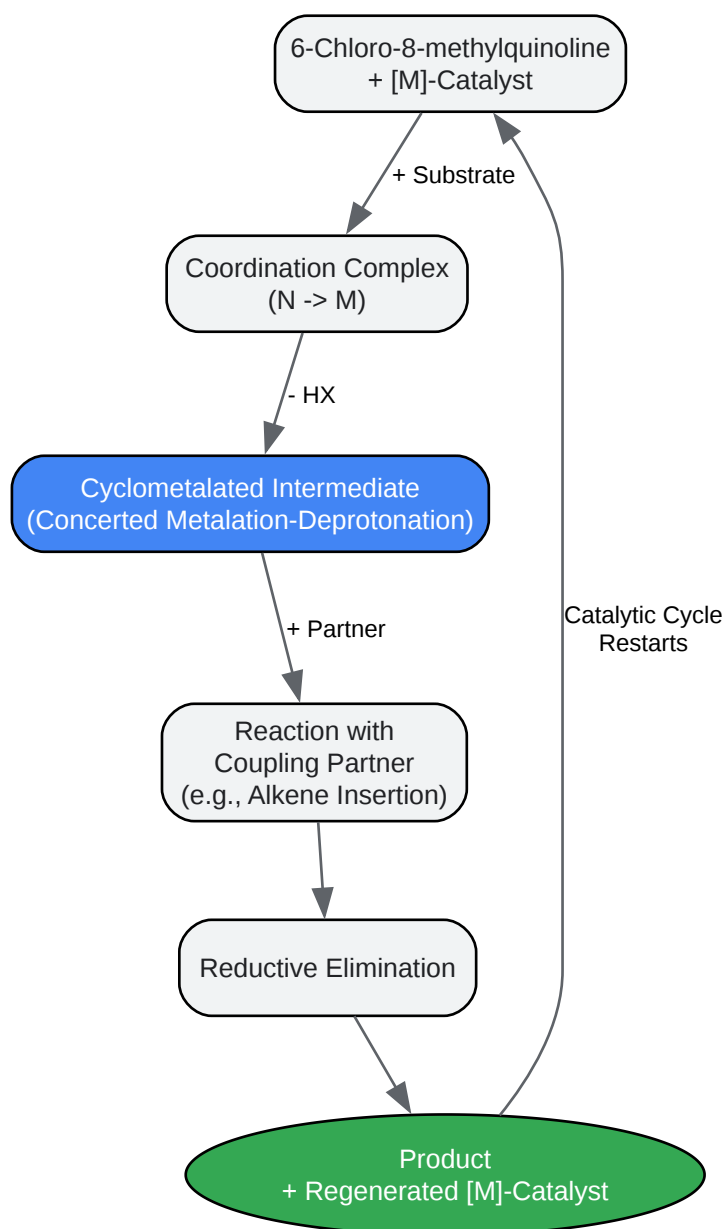 6-Chloro-8-methylquinoline
+ [M]-Catalyst
+ Substrate
Coordination Complex
(N -> M)
- HX
Cyclometalated Intermediate
(Concerted Metalation-Deprotonation)
+ Partner
Catalytic Cycle
Restarts
Reaction with
Coupling Partner
(e.g., Alkene Insertion)
Reductive Elimination
Product
+ Regenerated [M]-Catalyst